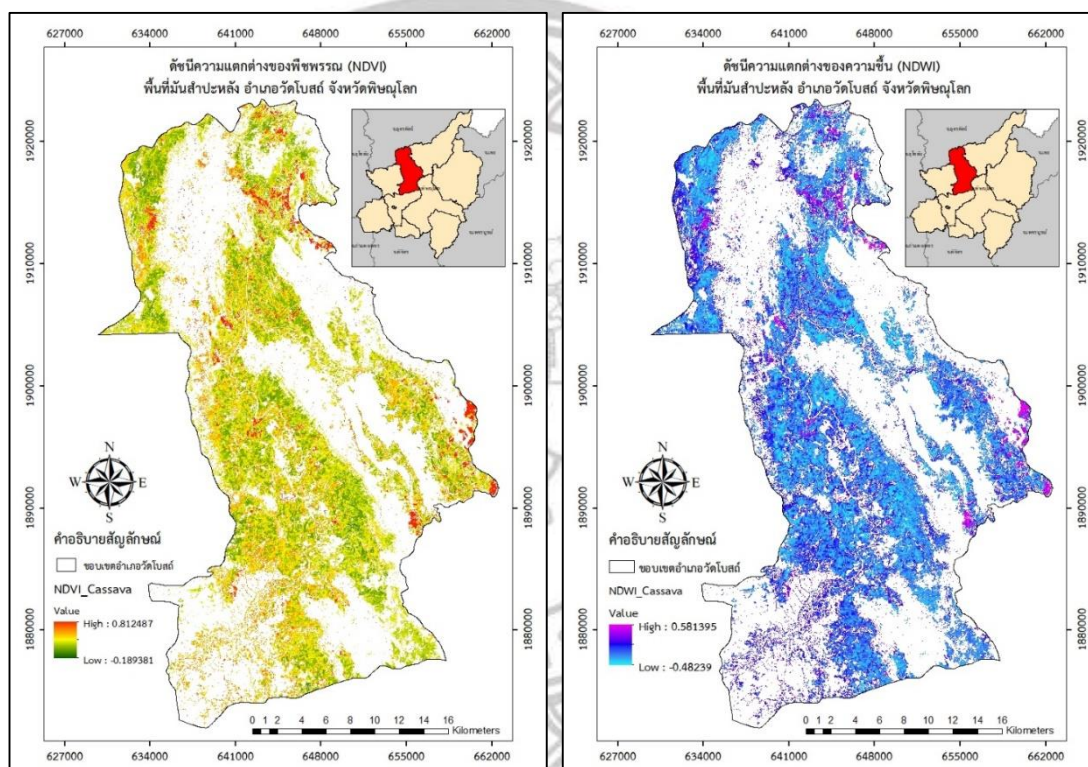 627000 634000 641000 648000 655000 662000
ดัชนีความแตกต่างของพืชพรรณ (NDVI)
พื้นที่มันสำปะหลัง อำเภอวัดโบสถ์ จังหวัดพิษณุโลก
1920000
1910000
1900000
1890000
1880000
N
W E
S
คำอธิบายสัญลักษณ์
ขอบเขตอำเภอวัดโบสถ์
NDVI_Cassava
Value
High : 0.812487
Low : -0.189381
0 1 2 4 6 8 10 12 14 16
Kilometers
627000 634000 641000 648000 655000 662000
627000 634000 641000 648000 655000 662000
ดัชนีความแตกต่างของความชื้น (NDWI)
พื้นที่มันสำปะหลัง อำเภอวัดโบสถ์ จังหวัดพิษณุโลก
1920000
1910000
1900000
1890000
1880000
N
W E
S
คำอธิบายสัญลักษณ์
ขอบเขตอำเภอวัดโบสถ์
NDWI_Cassava
Value
High : 0.581395
Low : -0.48239
0 1 2 4 6 8 10 12 14 16
Kilometers
627000 634000 641000 648000 655000 662000